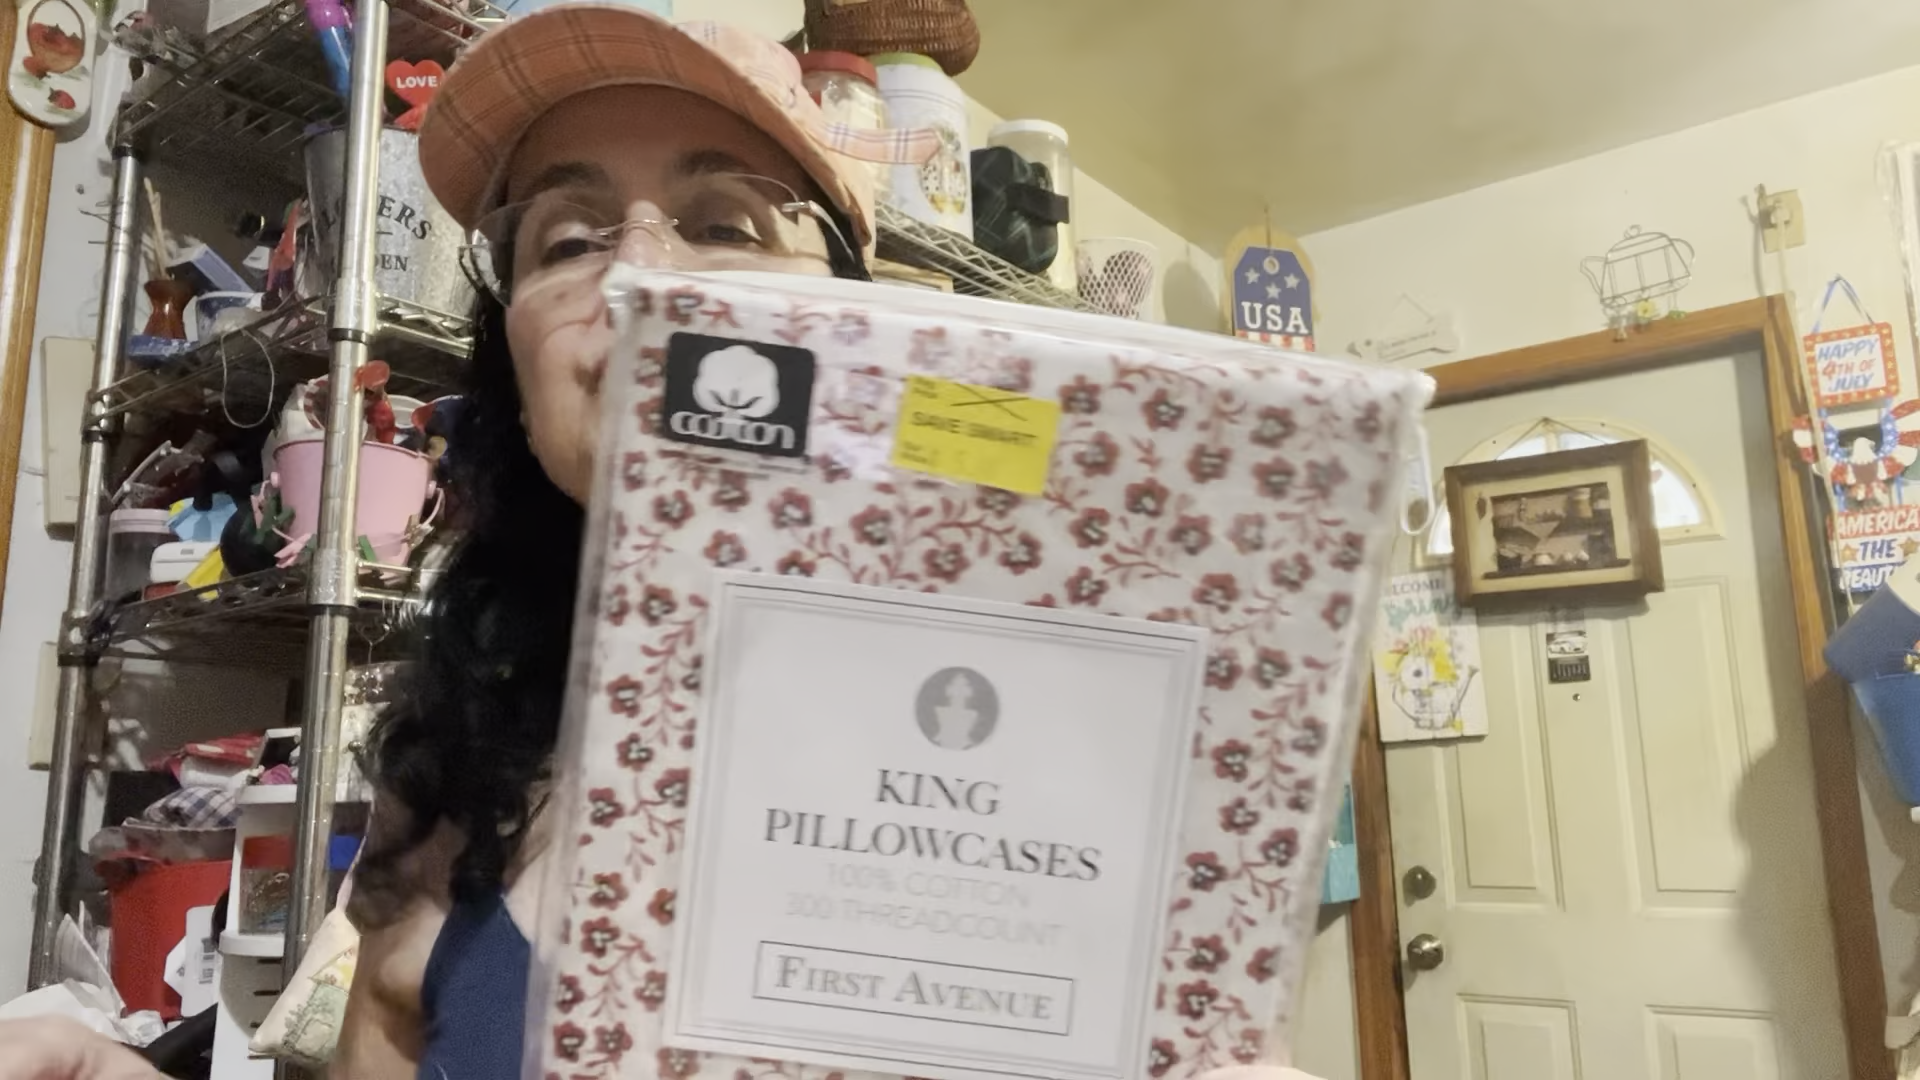 LOVE
USA
HAPPY
4TH OF
JULY
cotton
SAVE SMART
AMERICA
THE
KING
PILLOWCASES
100% COTTON
300 THREADCOUNT
FIRST AVENUE